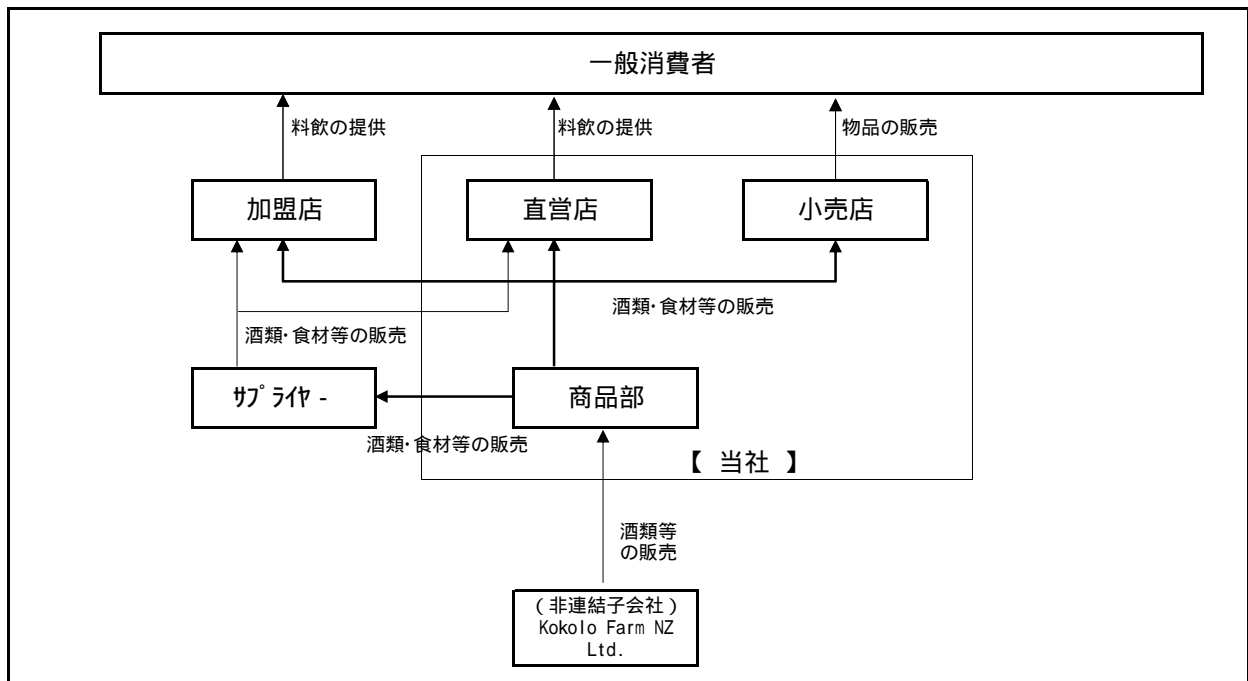 一般消費者
料飲の提供
料飲の提供
物品の販売
加盟店
直営店
小売店
酒類･食材等の販売
酒類･食材等の販売
ｻﾌﾟﾗｲﾔ-
商品部
酒類･食材等の販売
【 当社 】
酒類等
の販売
(非連結子会社)
Kokolo Farm NZ
Ltd.